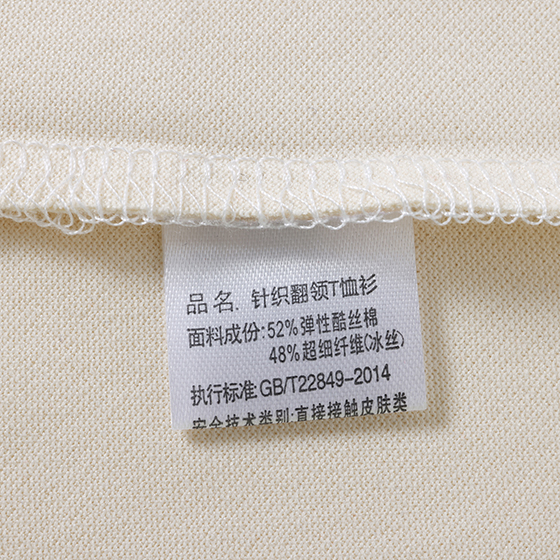 品名. 针织翻领T恤衫
面料成份:52%弹性酷丝棉
48%超细纤维(冰丝)
执行标准:GB/T22849-2014
安全技术类别:直接接触皮肤类